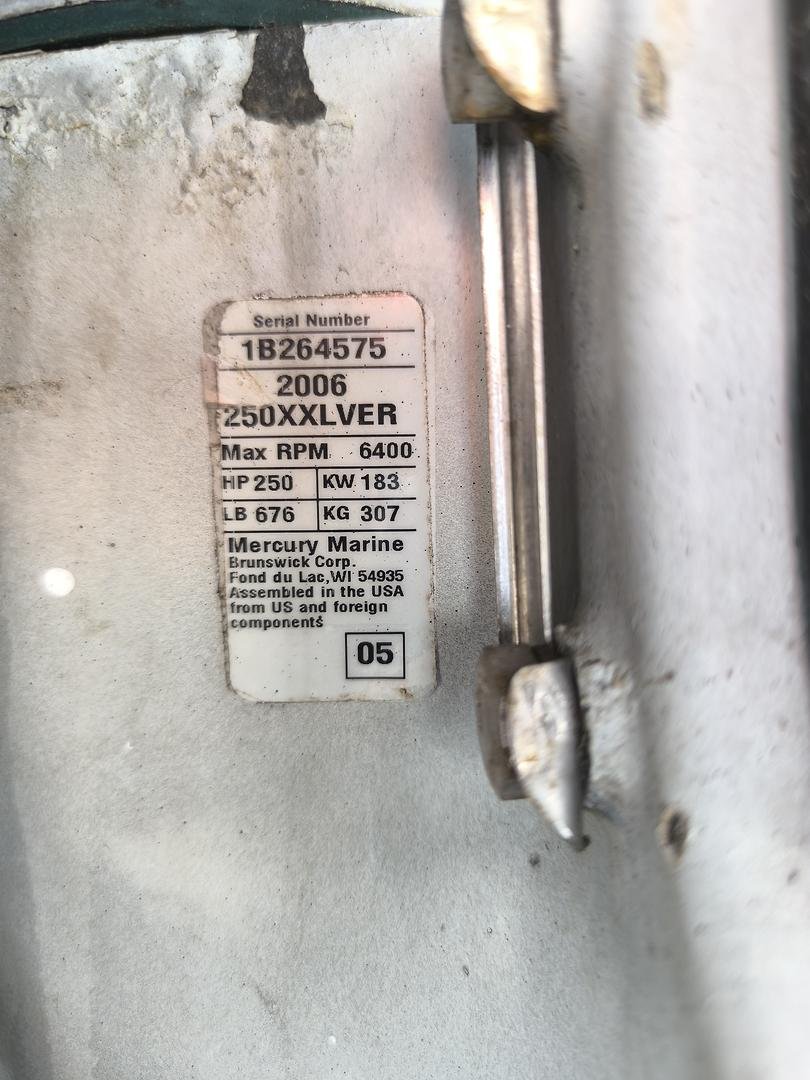 Serial Number
1B264575
2006
250XXLVER
Max RPM 6400
HP 250 KW 183
LB 676 KG 307
Mercury Marine
Brunswick Corp.
Fond du Lac,WI 54935
Assembled in the USA
from US and foreign
components
05